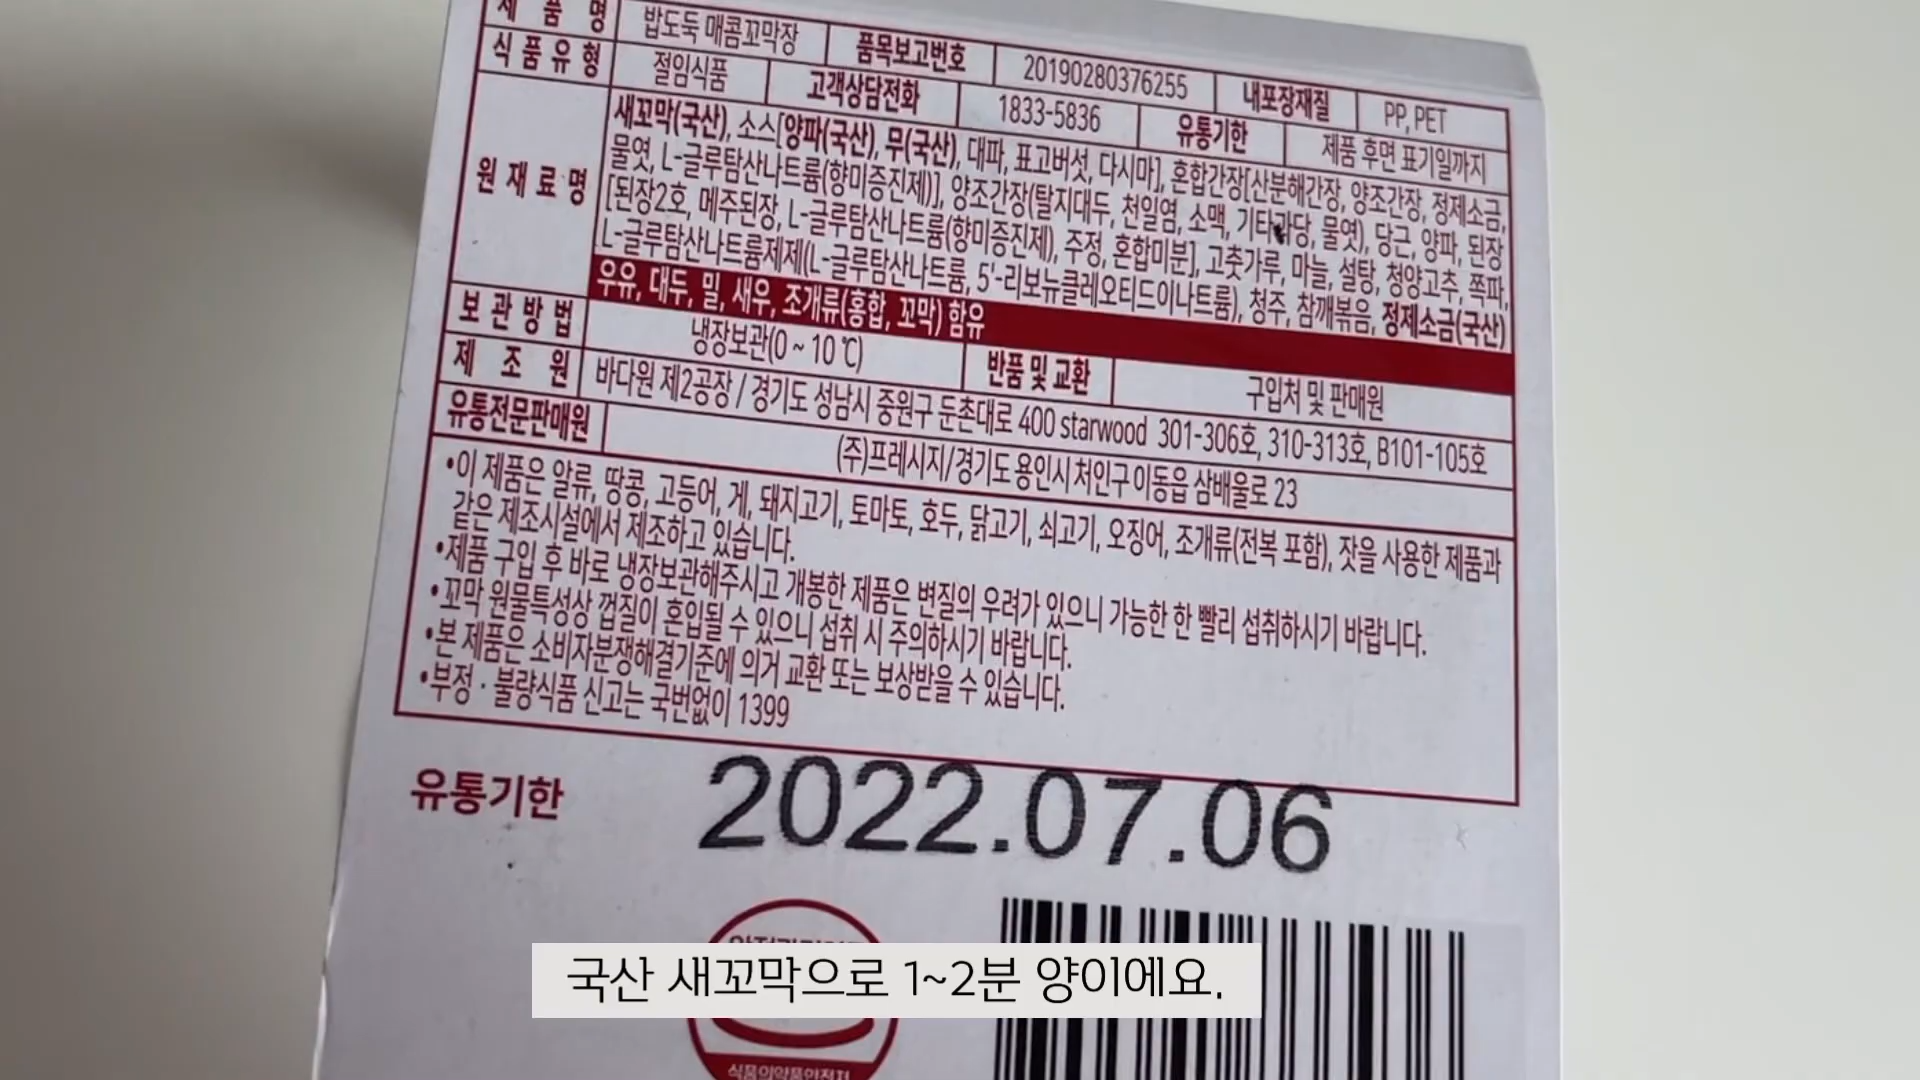 제품명 밥도둑 매콤꼬막장 품목보고번호 20190280376255 내포장재질 PP, PET
식품유형 절임식품 고객상담전화 1833-5836 유통기한 제품 후면 표기일까지
원재료명 새꼬막(국산), 소스[양파(국산), 무(국산), 대파, 표고버섯, 다시마], 혼합간장[산분해간장, 양조간장, 정제소금,
물엿, L-글루탐산나트륨(향미증진제)], 양조간장(탈지대두, 천일염, 소맥, 기타과당, 물엿), 당근, 양파, 된장
[된장2호, 메주된장, L-글루탐산나트륨(향미증진제), 주정, 혼합미분], 고춧가루, 마늘, 설탕, 청양고추, 쪽파,
L-글루탐산나트륨제제(L-글루탐산나트륨, 5'-리보뉴클레오티드이나트륨), 청주, 참깨볶음, 정제소금(국산)
우유, 대두, 밀, 새우, 조개류(홍합, 꼬막) 함유
보관방법 냉장보관(0 ~ 10 ℃) 반품 및 교환 구입처 및 판매원
제조원 바다원 제2공장 / 경기도 성남시 중원구 둔촌대로 400 starwood 301-306호, 310-313호, B101-105호
유통전문판매원 (주)프레시지/경기도 용인시 처인구 이동읍 삼배울로 23
•이 제품은 알류, 땅콩, 고등어, 게, 돼지고기, 토마토, 호두, 닭고기, 쇠고기, 오징어, 조개류(전복 포함), 잣을 사용한 제품과
같은 제조시설에서 제조하고 있습니다.
•제품 구입 후 바로 냉장보관해주시고 개봉한 제품은 변질의 우려가 있으니 가능한 한 빨리 섭취하시기 바랍니다.
•꼬막 원물특성상 껍질이 혼입될 수 있으니 섭취 시 주의하시기 바랍니다.
•본 제품은 소비자분쟁해결기준에 의거 교환 또는 보상받을 수 있습니다.
•부정·불량식품 신고는 국번없이 1399
유통기한 2022.07.06
국산 새꼬막으로 1~2분 양이에요.